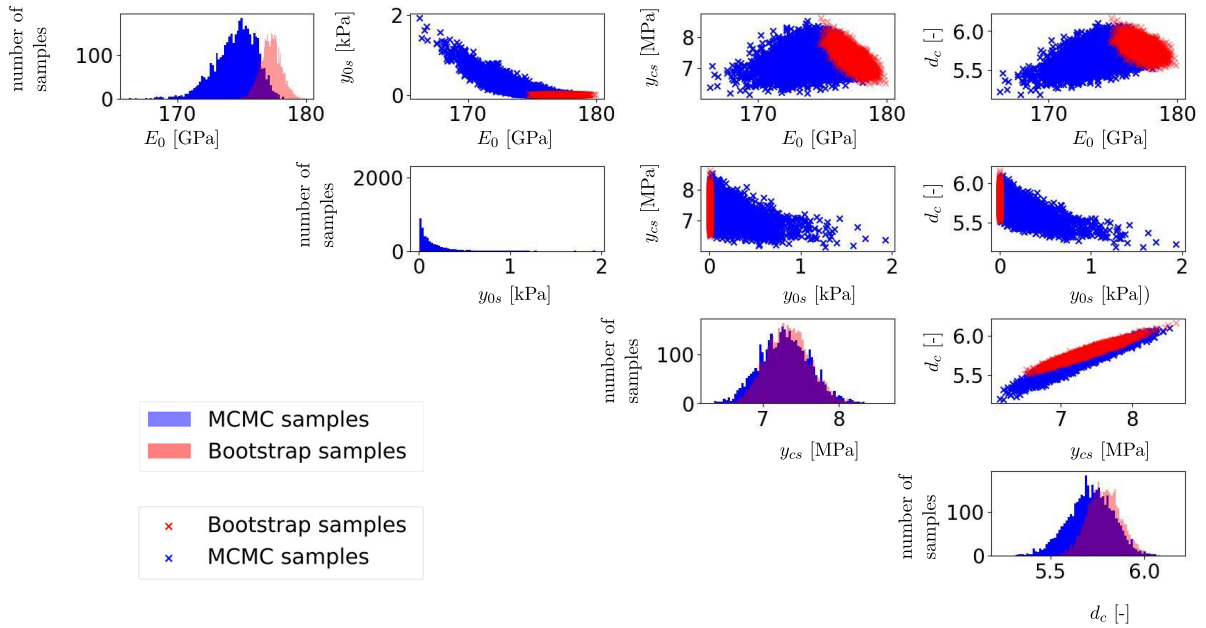 number of
samples
100
0
170
180
E0 [GPa]
y0s [kPa]
2
0
170
180
E0 [GPa]
ycs [MPa]
8
7
170
180
E0 [GPa]
dc [-]
6.0
5.5
170
180
E0 [GPa]
number of
samples
2000
0
0
1
2
y0s [kPa]
ycs [MPa]
8
7
0
1
2
y0s [kPa]
dc [-]
6.0
5.5
0
1
2
y0s [kPa])
number of
samples
100
0
7
8
ycs [MPa]
dc [-]
6.0
5.5
7
8
ycs [MPa]
MCMC samples
Bootstrap samples
Bootstrap samples
MCMC samples
number of
samples
100
0
5.5
6.0
dc [-]